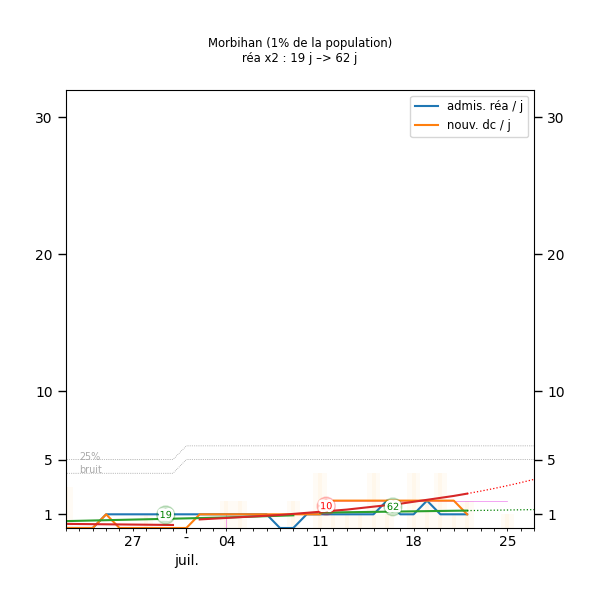 Morbihan (1% de la population)
réa x2 : 19 j –> 62 j
admis. réa / j
nouv. dc / j
30 30
20 20
10 10
5 5
1 1
25%
bruit
19 10 62
27 - 04 11 18 25
juil.